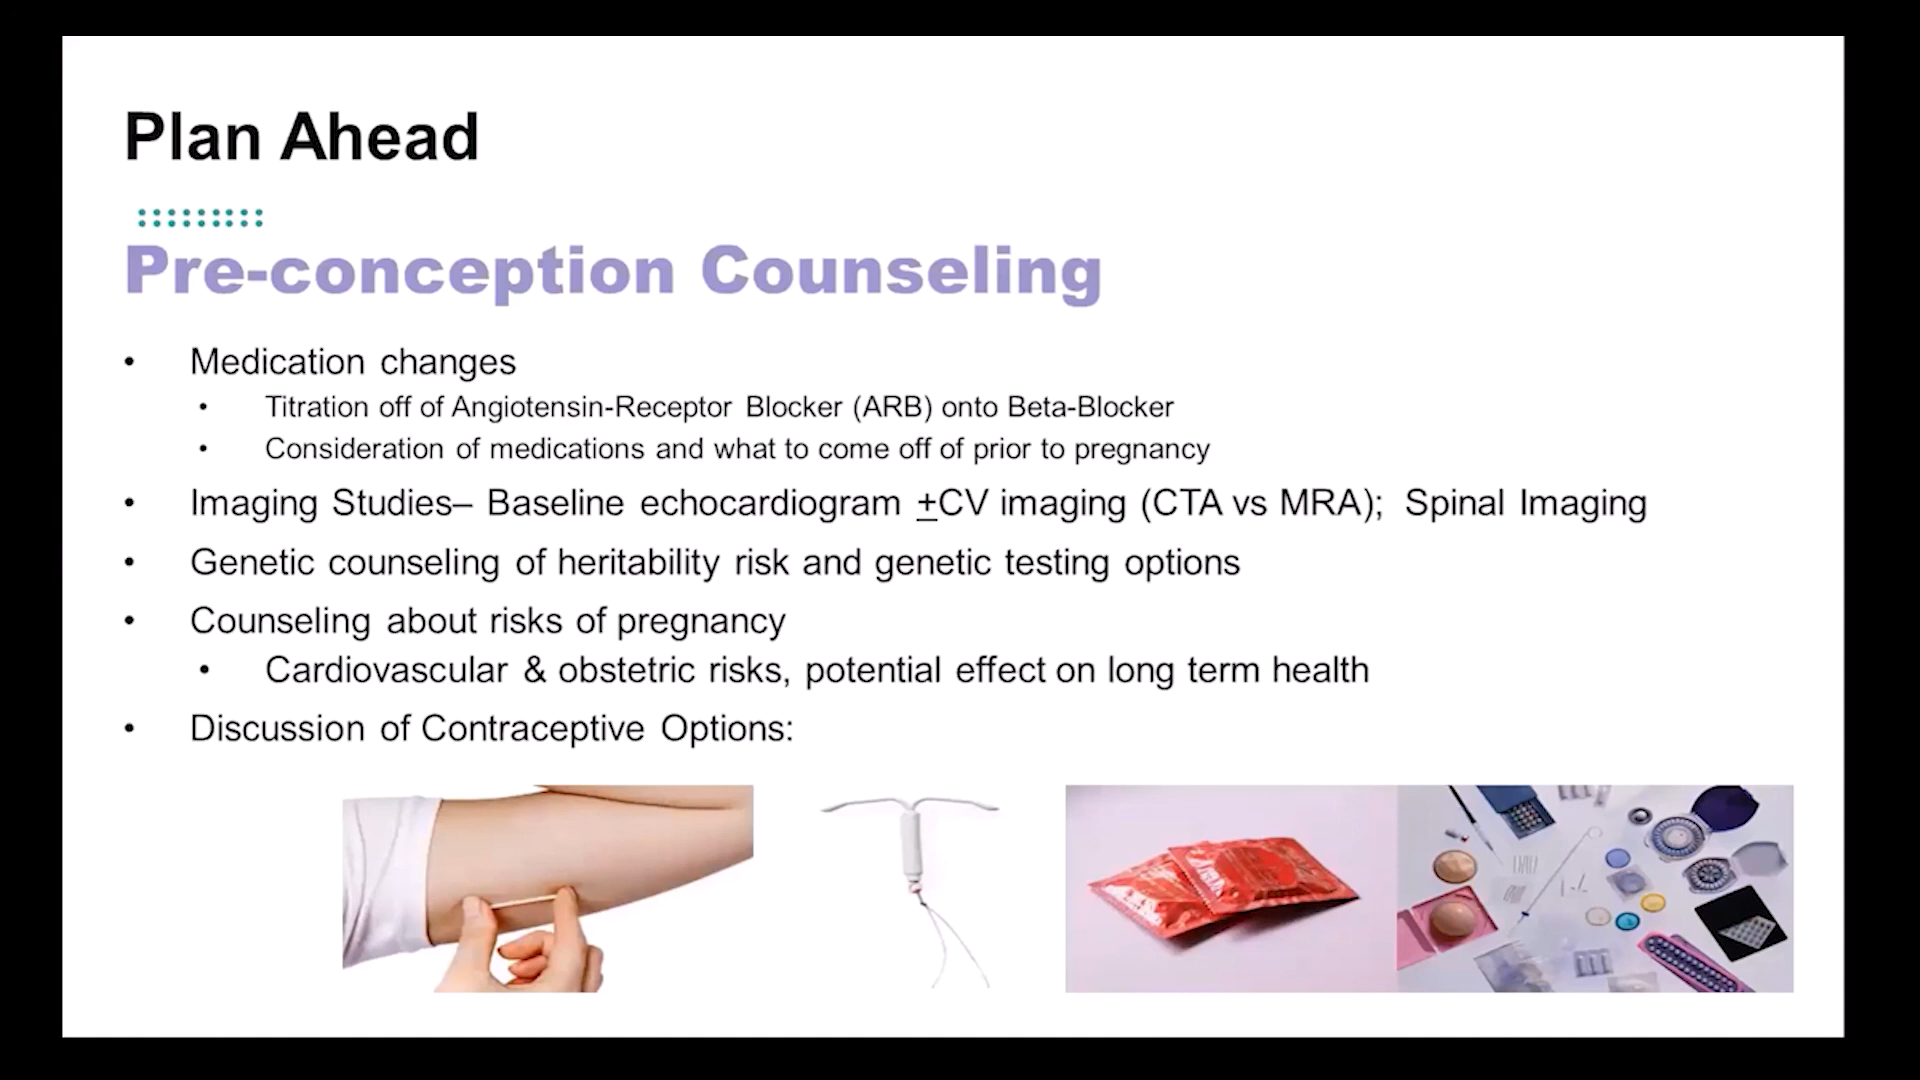 Plan Ahead
Pre-conception Counseling
• Medication changes
• Titration off of Angiotensin-Receptor Blocker (ARB) onto Beta-Blocker
• Consideration of medications and what to come off of prior to pregnancy
• Imaging Studies– Baseline echocardiogram ±CV imaging (CTA vs MRA); Spinal Imaging
• Genetic counseling of heritability risk and genetic testing options
• Counseling about risks of pregnancy
• Cardiovascular & obstetric risks, potential effect on long term health
• Discussion of Contraceptive Options: